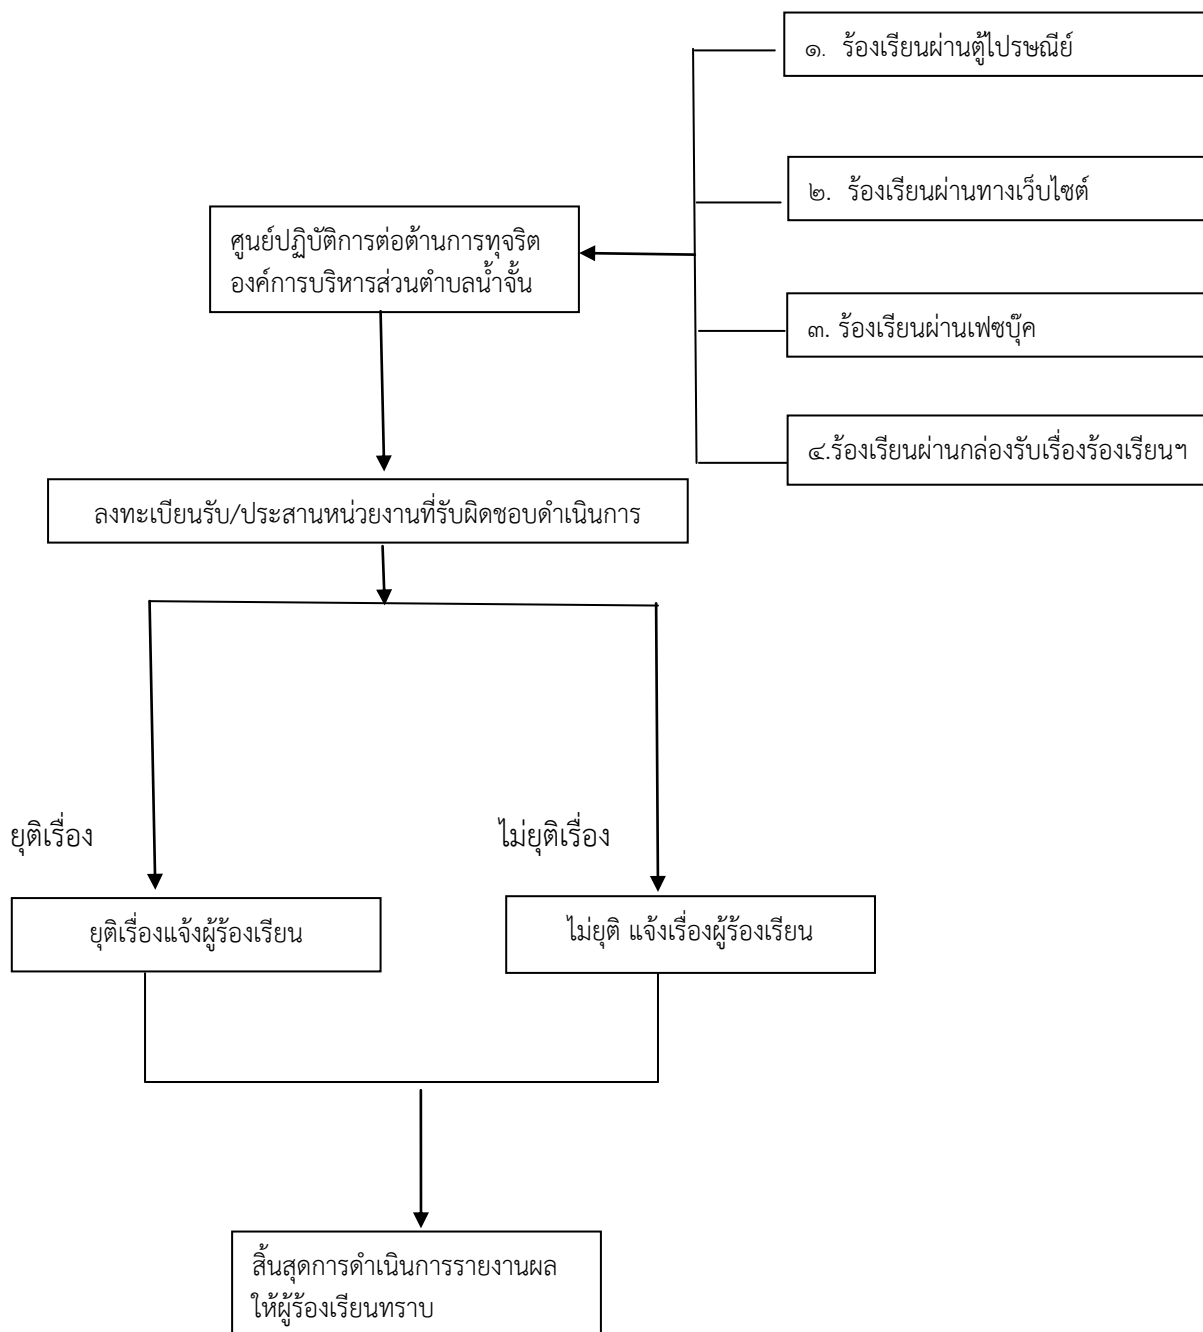 ๑. ร้องเรียนผ่านตู้ไปรษณีย์
๒. ร้องเรียนผ่านทางเว็บไซต์
ศูนย์ปฏิบัติการต่อต้านการทุจริต
องค์การบริหารส่วนตำบลน้ำจั้น
๓. ร้องเรียนผ่านเฟซบุ๊ค
๔.ร้องเรียนผ่านกล่องรับเรื่องร้องเรียนฯ
ลงทะเบียนรับ/ประสานหน่วยงานที่รับผิดชอบดำเนินการ
ยุติเรื่อง
ไม่ยุติเรื่อง
ยุติเรื่องแจ้งผู้ร้องเรียน
ไม่ยุติ แจ้งเรื่องผู้ร้องเรียน
สิ้นสุดการดำเนินการรายงานผล
ให้ผู้ร้องเรียนทราบ